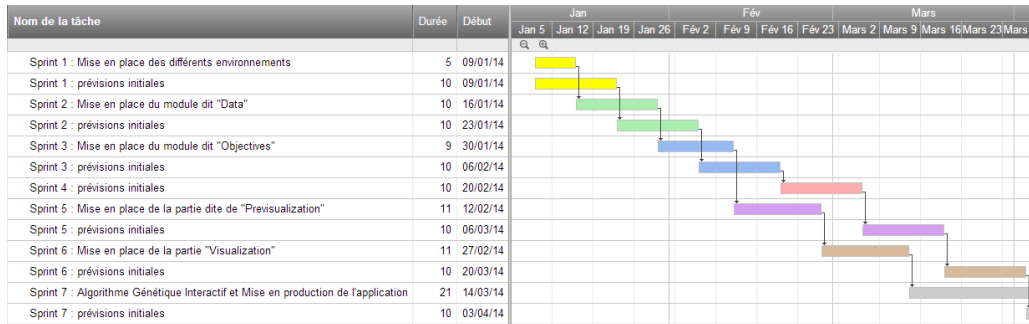 Nom de la tâche Durée Début Jan Fév Mars
Jan 5 Jan 12 Jan 19 Jan 26 Fév 2 Fév 9 Fév 16 Fév 23 Mars 2 Mars 9 Mars 16 Mars 23 Mars
Sprint 1 : Mise en place des différents environnements 5 09/01/14
Sprint 1 : prévisions initiales 10 09/01/14
Sprint 2 : Mise en place du module dit "Data" 10 16/01/14
Sprint 2 : prévisions initiales 10 23/01/14
Sprint 3 : Mise en place du module dit "Objectives" 9 30/01/14
Sprint 3 : prévisions initiales 10 06/02/14
Sprint 4 : prévisions initiales 10 20/02/14
Sprint 5 : Mise en place de la partie dite de "Previsualization" 11 12/02/14
Sprint 5 : prévisions initiales 10 06/03/14
Sprint 6 : Mise en place de la partie "Visualization" 11 27/02/14
Sprint 6 : prévisions initiales 10 20/03/14
Sprint 7 : Algorithme Génétique Interactif et Mise en production de l'application 21 14/03/14
Sprint 7 : prévisions initiales 10 03/04/14